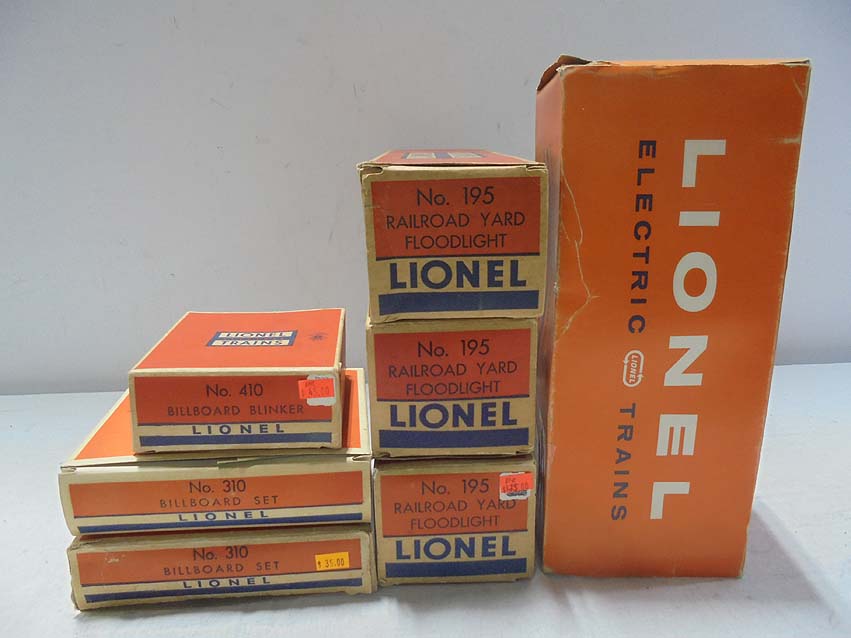 LIONEL
TRAINS
No. 410
$45.00
BILLBOARD BLINKER
LIONEL
No. 310
BILLBOARD SET
LIONEL
No. 310
BILLBOARD SET
$35.00
LIONEL
No. 195
RAILROAD YARD
FLOODLIGHT
LIONEL
No. 195
RAILROAD YARD
FLOODLIGHT
LIONEL
No. 195
RAILROAD YARD
FLOODLIGHT
LIONEL
LIONEL
ELECTRIC LIONEL TRAINS